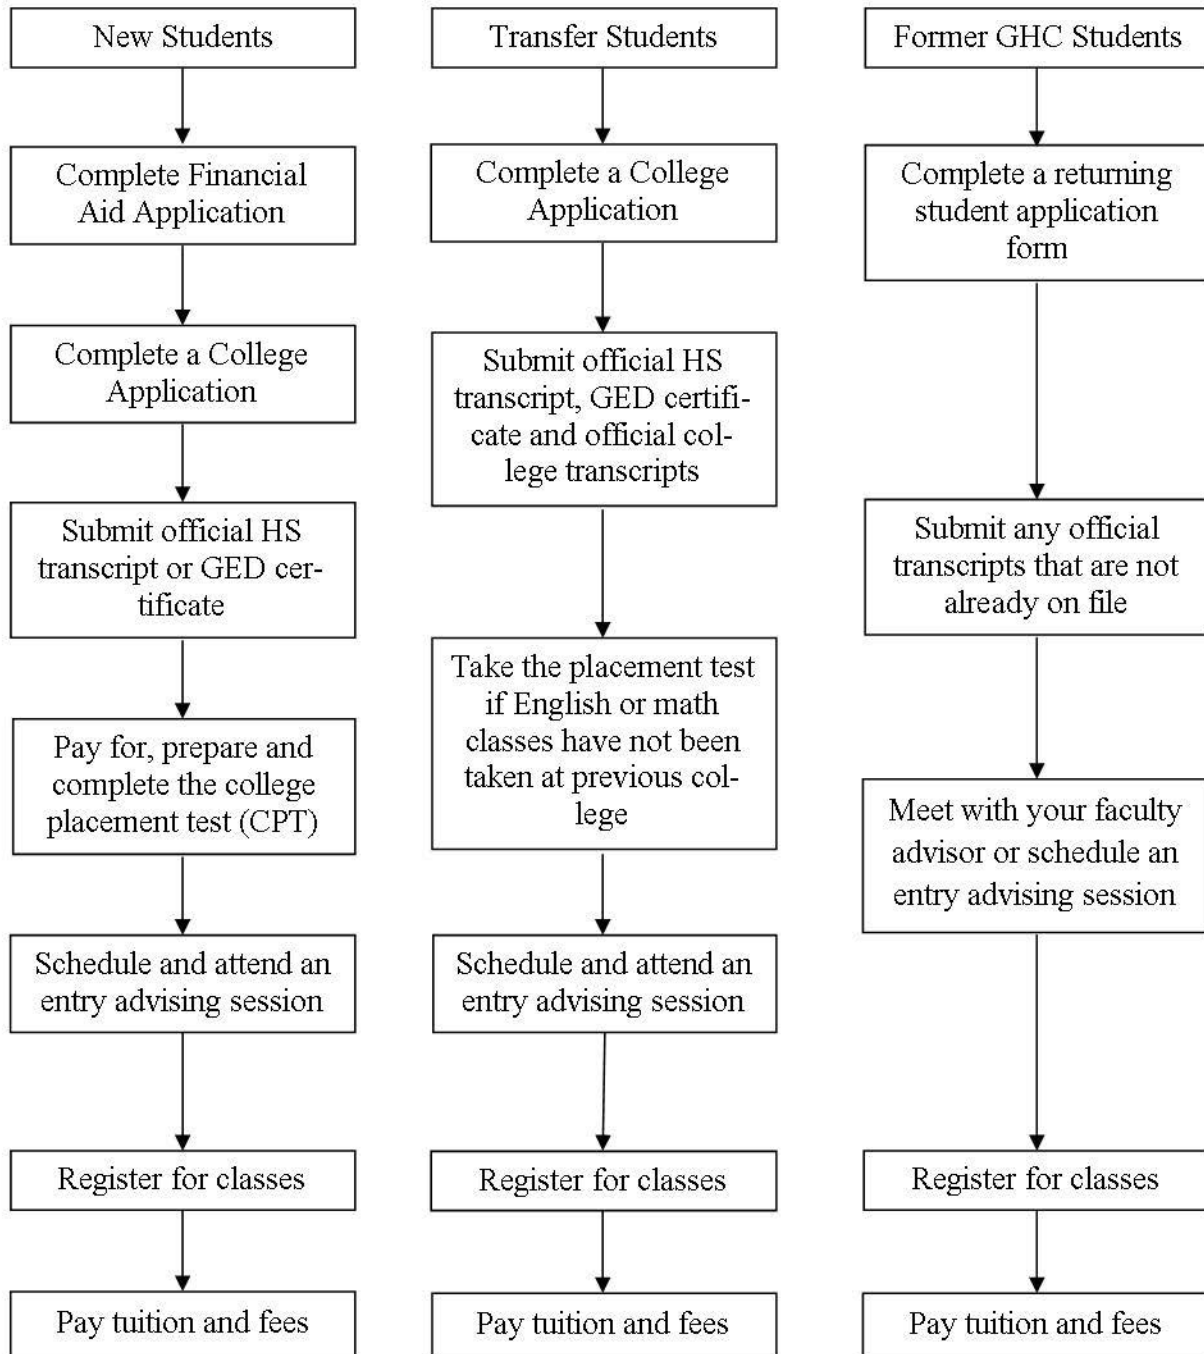 New Students
Complete Financial
Aid Application
Complete a College
Application
Submit official HS
transcript or GED cer-
tificate
Pay for, prepare and
complete the college
placement test (CPT)
Schedule and attend an
entry advising session
Register for classes
Pay tuition and fees
Transfer Students
Complete a College
Application
Submit official HS
transcript, GED certifi-
cate and official col-
lege transcripts
Take the placement test
if English or math
classes have not been
taken at previous col-
lege
Schedule and attend an
entry advising session
Register for classes
Pay tuition and fees
Former GHC Students
Complete a returning
student application
form
Submit any official
transcripts that are not
already on file
Meet with your faculty
advisor or schedule an
entry advising session
Register for classes
Pay tuition and fees